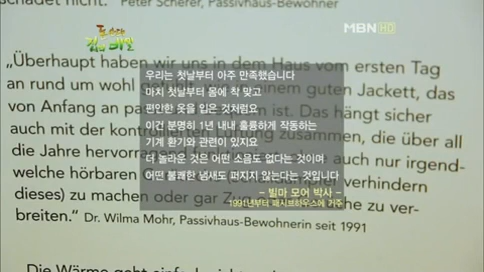 schadet nicht." Peter Scherer, Passivhaus-Bewohner
MBN HD
„Überhaupt haben wir uns in dem Haus vom ersten Tag
우리는 첫날부터 아주 만족했습니다
an rund um wohl
einem guten Jackett, das
마치 첫날부터 몸에 착 맞고
von Anfang an
ist. Das hängt sicher
편안한 옷을 입은 것처럼요
auch mit der kontrollierten
zusammen, die über all
이건 분명히 1년 내내 훌륭하게 작동하는
die Jahre hervor
auch nur irgend-
기계 환기와 관련이 있지요
welche hörbaren
dämpfer verhindern
더 놀라운 것은 어떤 소음도 없다는 것이며
dieses) zu machen oder gar
zu ver-
어떤 불쾌한 냄새도 퍼지지 않는다는 것입니다
breiten." Dr. Wilma Mohr, Passivhaus-Bewohnerin seit 1991
- 빌마 모어 박사 -
1991년부터 패시브하우스에 거주